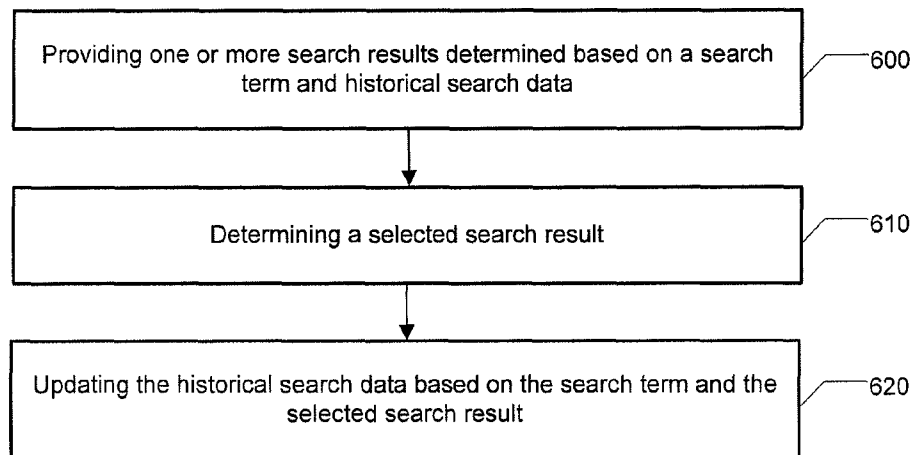 Providing one or more search results determined based on a search
term and historical search data
600
Determining a selected search result
610
Updating the historical search data based on the search term and the
selected search result
620